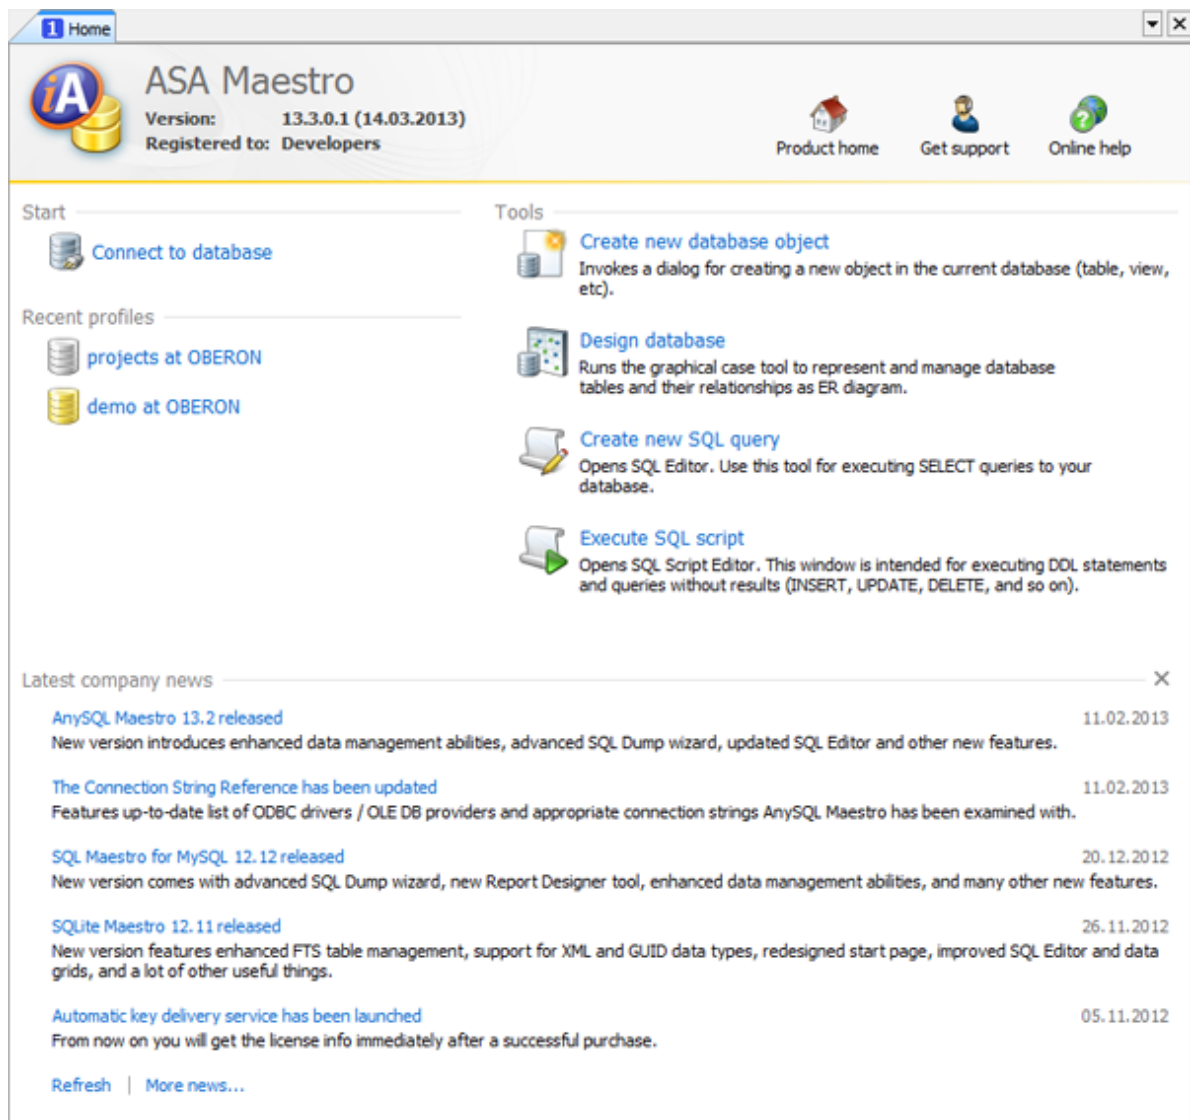 1 Home
iA
ASA Maestro
Version: 13.3.0.1 (14.03.2013)
Registered to: Developers
Product home
Get support
Online help
Start
Connect to database
Recent profiles
projects at OBERON
demo at OBERON
Tools
Create new database object
Invokes a dialog for creating a new object in the current database (table, view,
etc).
Design database
Runs the graphical case tool to represent and manage database
tables and their relationships as ER diagram.
Create new SQL query
Opens SQL Editor. Use this tool for executing SELECT queries to your
database.
Execute SQL script
Opens SQL Script Editor. This window is intended for executing DDL statements
and queries without results (INSERT, UPDATE, DELETE, and so on).
Latest company news
AnySQL Maestro 13.2 released 11.02.2013
New version introduces enhanced data management abilities, advanced SQL Dump wizard, updated SQL Editor and other new features.
The Connection String Reference has been updated 11.02.2013
Features up-to-date list of ODBC drivers / OLE DB providers and appropriate connection strings AnySQL Maestro has been examined with.
SQL Maestro for MySQL 12.12 released 20.12.2012
New version comes with advanced SQL Dump wizard, new Report Designer tool, enhanced data management abilities, and many other new features.
SQLite Maestro 12.11 released 26.11.2012
New version features enhanced FTS table management, support for XML and GUID data types, redesigned start page, improved SQL Editor and data
grids, and a lot of other useful things.
Automatic key delivery service has been launched 05.11.2012
From now on you will get the license info immediately after a successful purchase.
Refresh | More news...